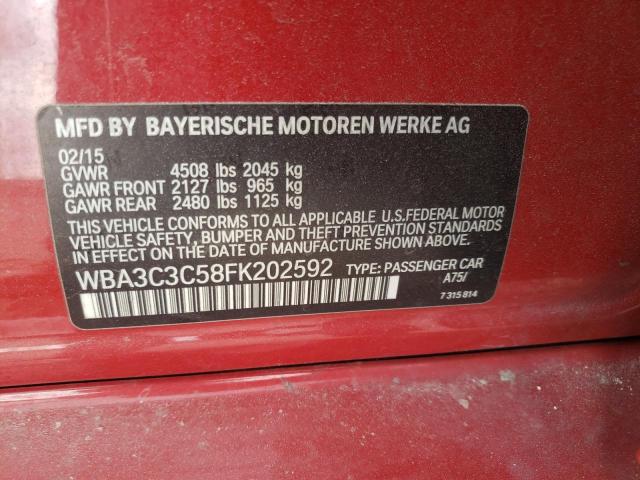 MFD BY BAYERISCHE MOTOREN WERKE AG
02/15
GVWR 4508 lbs 2045 kg
GAWR FRONT 2127 lbs 965 kg
GAWR REAR 2480 lbs 1125 kg
THIS VEHICLE CONFORMS TO ALL APPLICABLE U.S.FEDERAL MOTOR
VEHICLE SAFETY, BUMPER AND THEFT PREVENTION STANDARDS
IN EFFECT ON THE DATE OF MANUFACTURE SHOWN ABOVE.
WBA3C3C58FK202592 TYPE: PASSENGER CAR
A75/
7 315 814